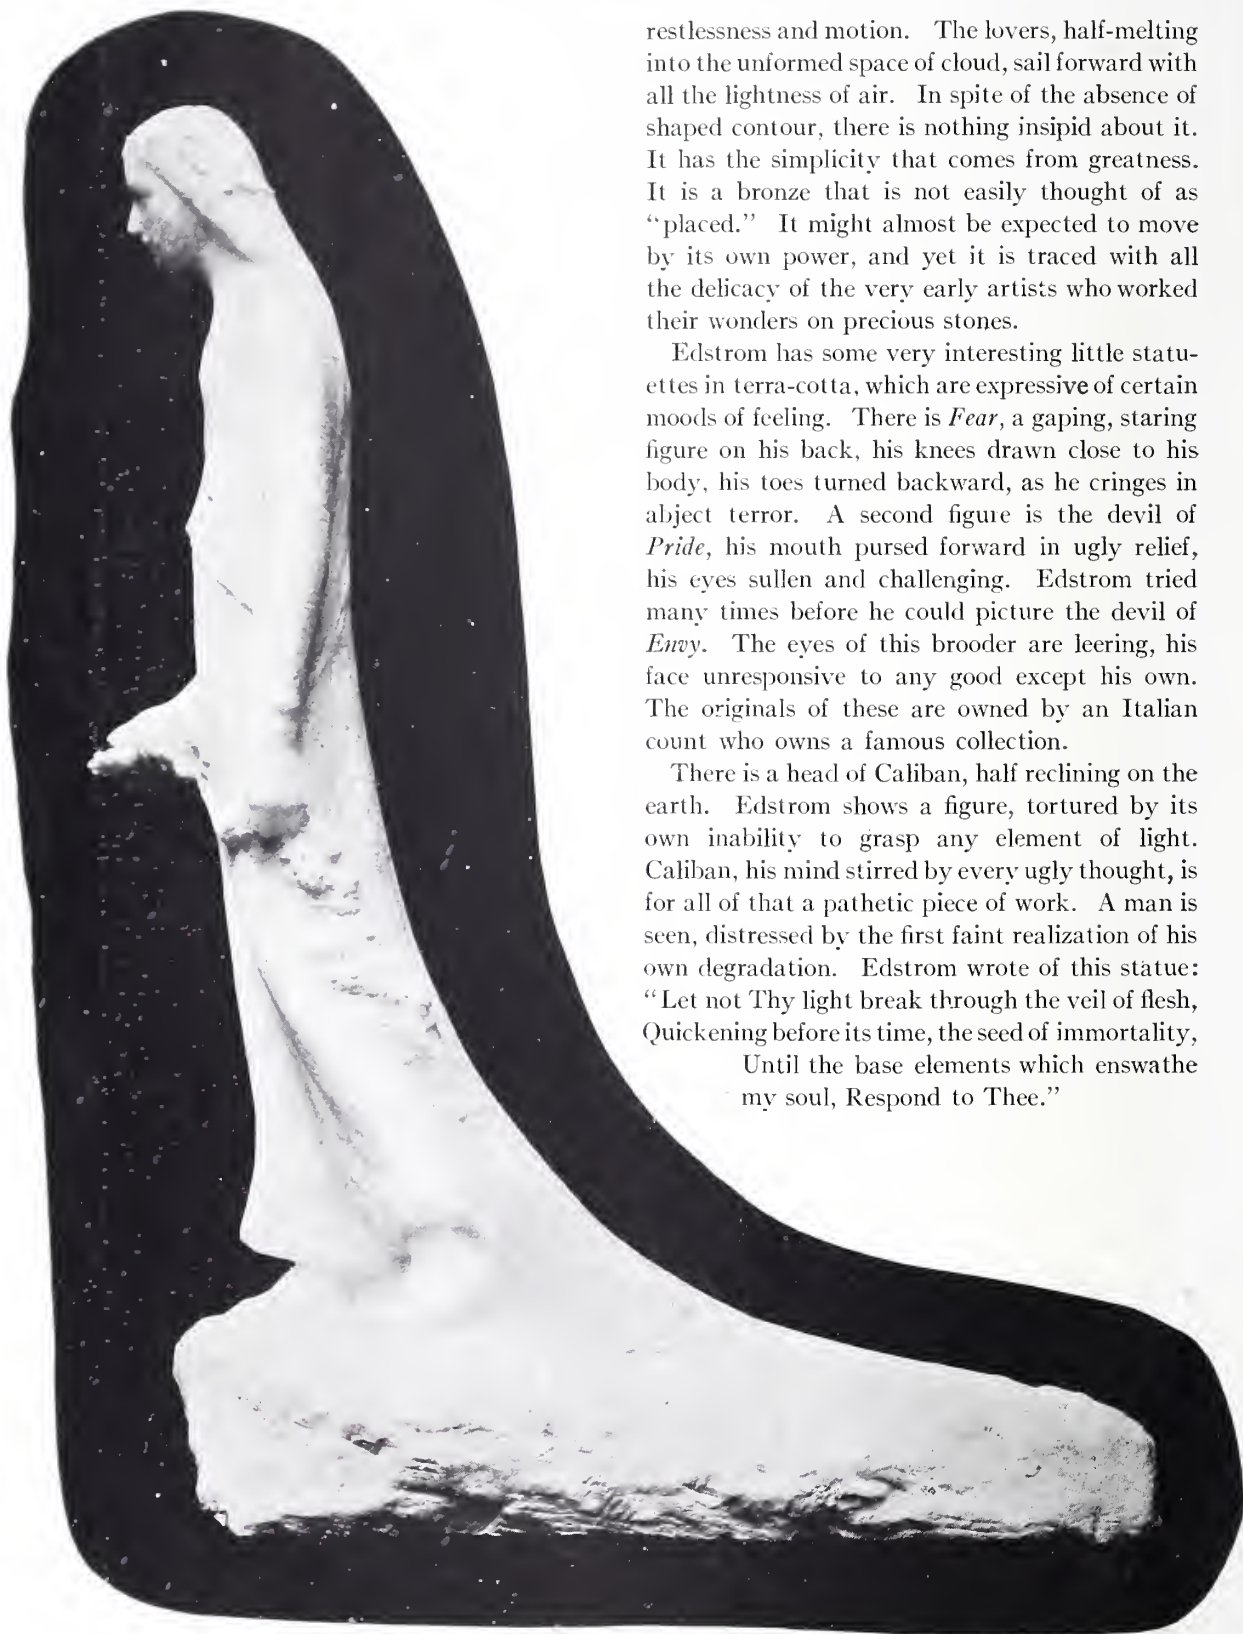 restlessness and motion. The lovers, half-melting
into the unformed space of cloud, sail forward with
all the lightness of air. In spite of the absence of
shaped contour, there is nothing insipid about it.
It has the simplicity that comes from greatness.
It is a bronze that is not easily thought of as
“placed.” It might almost be expected to move
by its own power, and yet it is traced with all
the delicacy of the very early artists who worked
their wonders on precious stones.
Edstrom has some very interesting little statu-
ettes in terra-cotta, which are expressive of certain
moods of feeling. There is Fear, a gaping, staring
figure on his back, his knees drawn close to his
body, his toes turned backward, as he cringes in
abject terror. A second figure is the devil of
Pride, his mouth pursed forward in ugly relief,
his eyes sullen and challenging. Edstrom tried
many times before he could picture the devil of
Envy. The eyes of this brooder are leering, his
face unresponsive to any good except his own.
The originals of these are owned by an Italian
count who owns a famous collection.
There is a head of Caliban, half reclining on the
earth. Edstrom shows a figure, tortured by its
own inability to grasp any element of light.
Caliban, his mind stirred by every ugly thought, is
for all of that a pathetic piece of work. A man is
seen, distressed by the first faint realization of his
own degradation. Edstrom wrote of this statue:
“Let not Thy light break through the veil of flesh,
Quickening before its time, the seed of immortality,
Until the base elements which enswathe
my soul, Respond to Thee.”